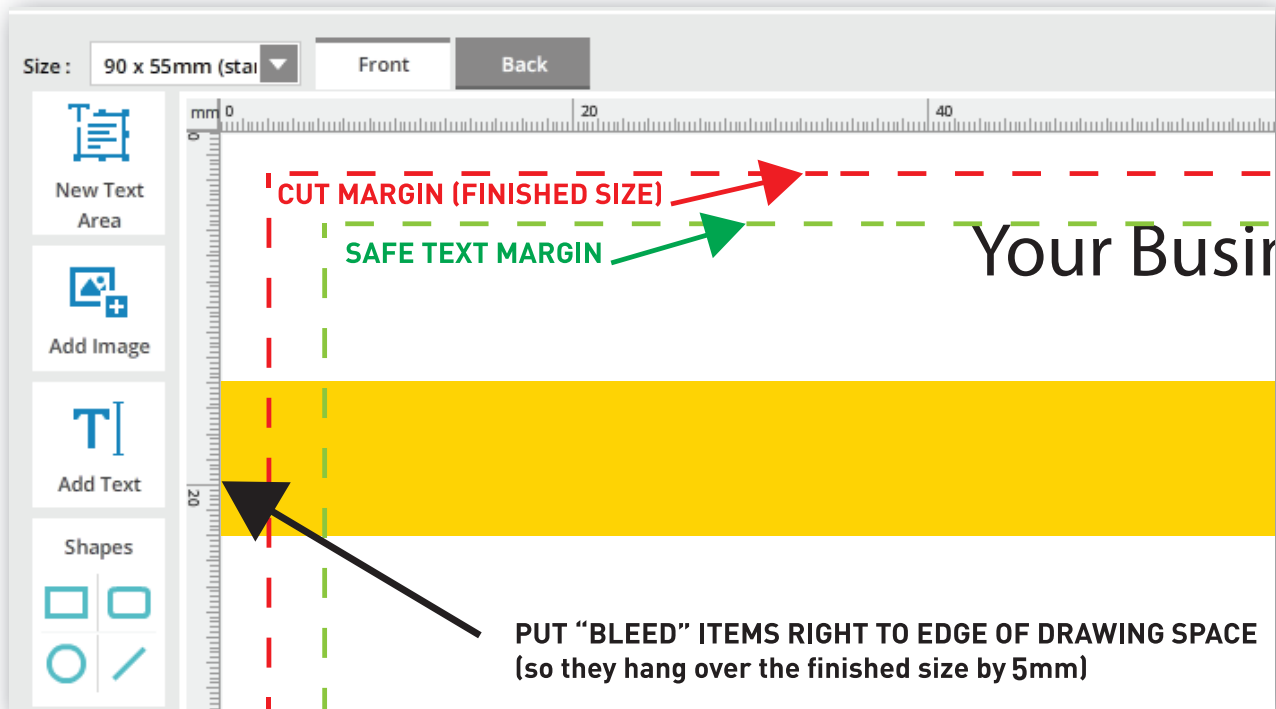 Size :
90 x 55mm (sta
Front
Back
mm
0
20
40
0
20
New Text
Area
Add Image
Add Text
Shapes
CUT MARGIN (FINISHED SIZE)
SAFE TEXT MARGIN
Your Busi
PUT “BLEED” ITEMS RIGHT TO EDGE OF DRAWING SPACE
(so they hang over the finished size by 5mm)